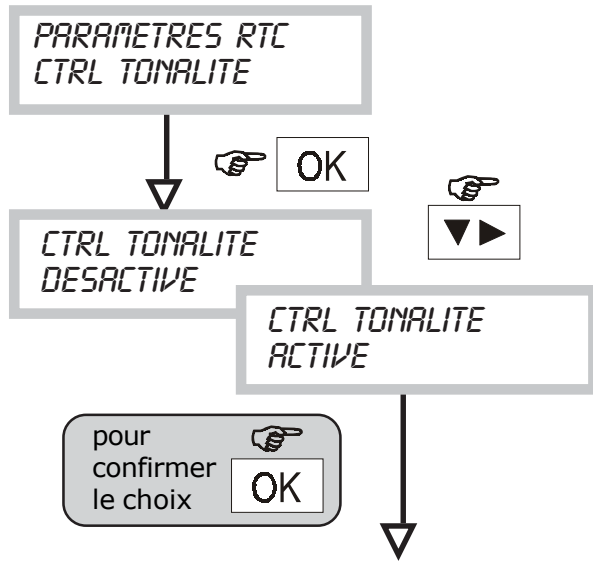 PARAMETRES RTC
CTRL TONALITE
OK
▼►
CTRL TONALITE
DESACTIVE
CTRL TONALITE
ACTIVE
pour
confirmer
le choix
OK